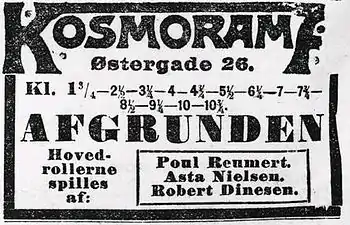 KOSMORAMA
Østergade 26.
Kl. 1¾—2½—3¼—4—4¾—5½—6¼—7—7¾—
8½—9¼—10—10¾.
AFGRUNDEN
Hoved-
rollerne
spilles
af:
Poul Reumert.
Asta Nielsen.
Robert Dinesen.